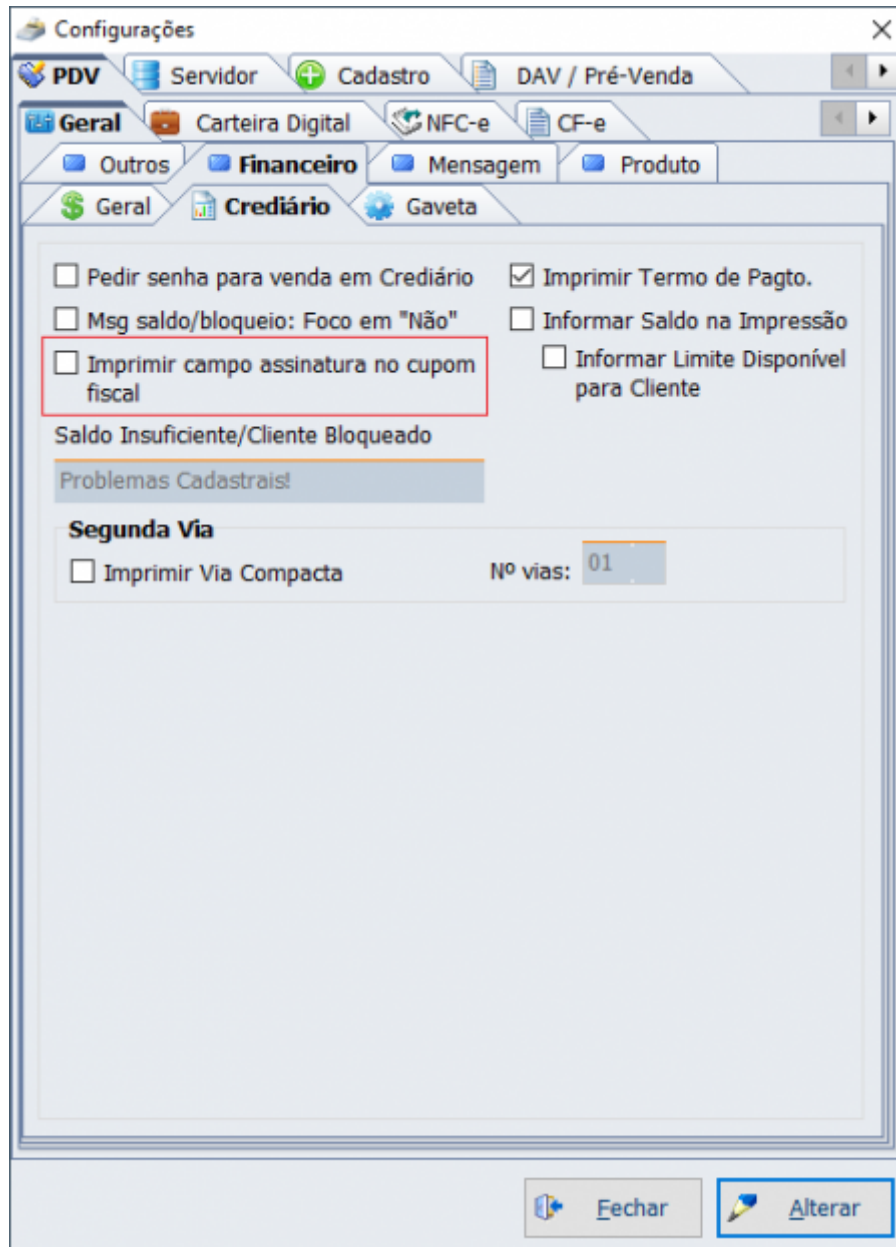 Configurações
PDV Servidor Cadastro DAV / Pré-Venda
Geral Carteira Digital NFC-e CF-e
Outros Financeiro Mensagem Produto
Geral Crediário Gaveta
Pedir senha para venda em Crediário
Imprimir Termo de Pagto.
Msg saldo/bloqueio: Foco em "Não"
Informar Saldo na Impressão
Imprimir campo assinatura no cupom
fiscal
Informar Limite Disponível
para Cliente
Saldo Insuficiente/Cliente Bloqueado
Problemas Cadastrais!
Segunda Via
Imprimir Via Compacta
Nº vias: 01
Fechar Alterar